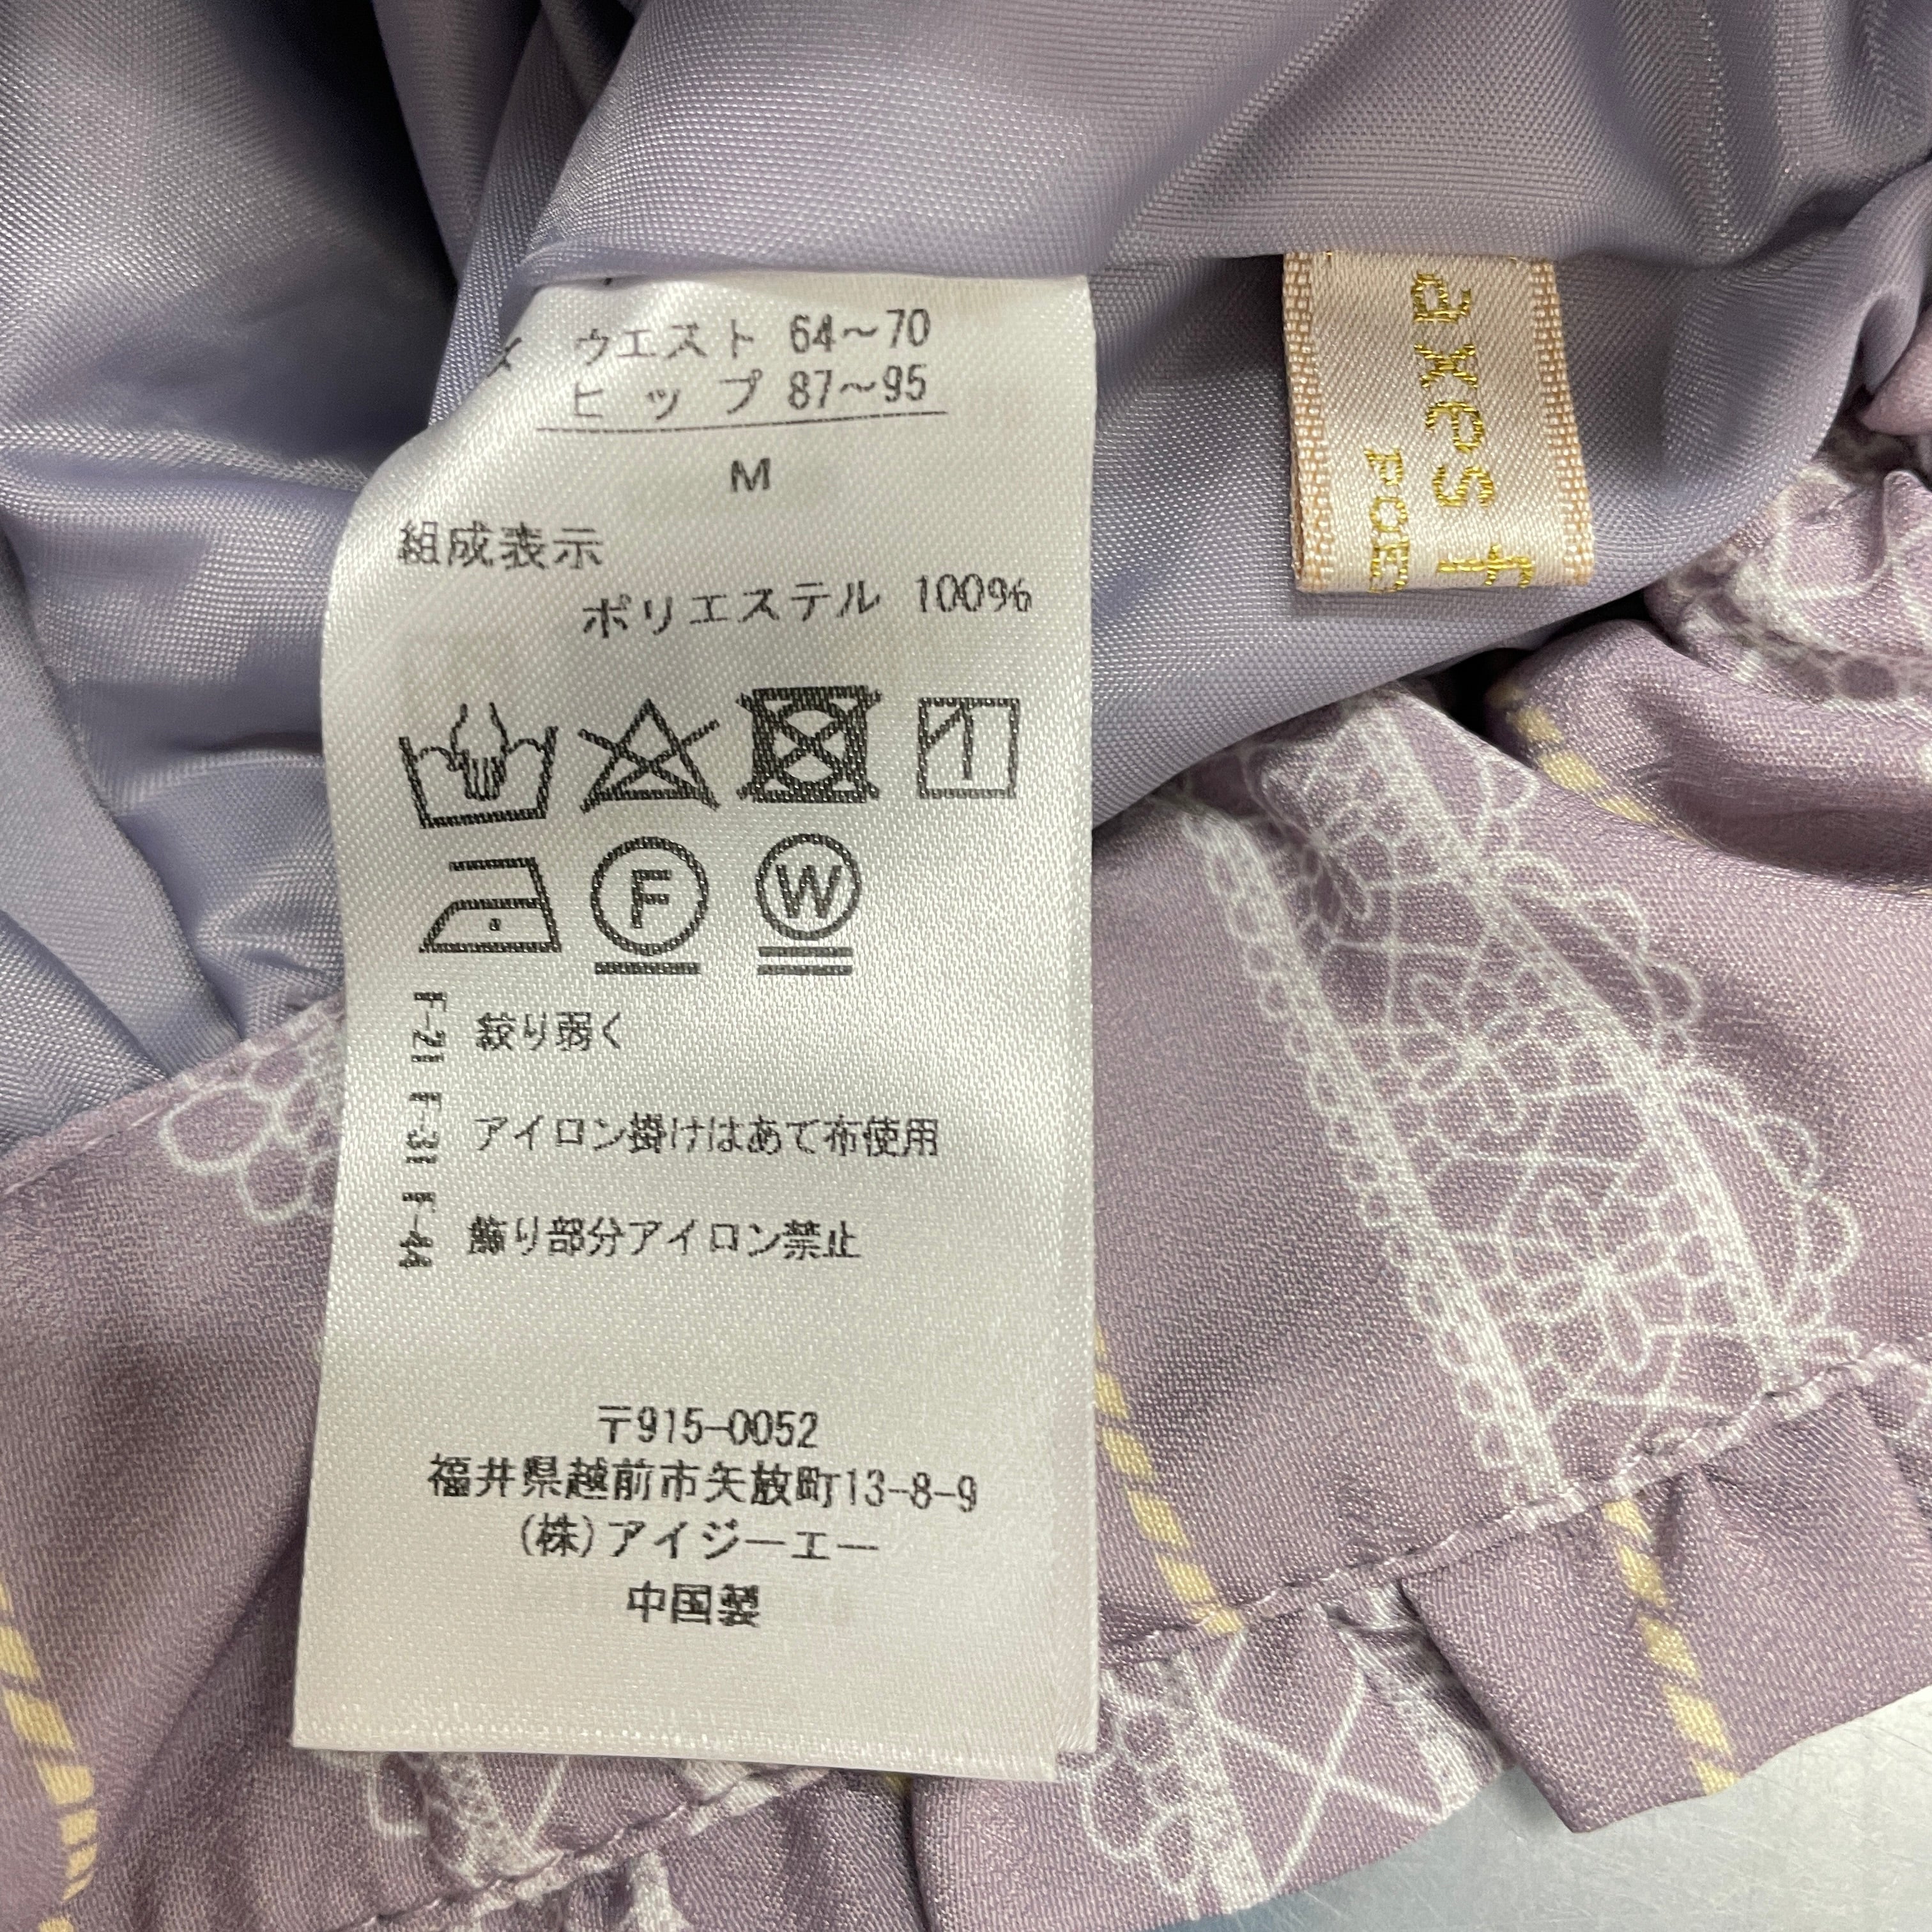 ウエスト 64～70
ヒップ 87～95
M
組成表示
ポリエステル 100%
F
W
F-21 絞り弱く
F-31 アイロン掛けはあて布使用
F-44 飾り部分アイロン禁止
〒915-0052
福井県越前市矢放町13-8-9
(株)アイジーエー
中国製
axes f
POE